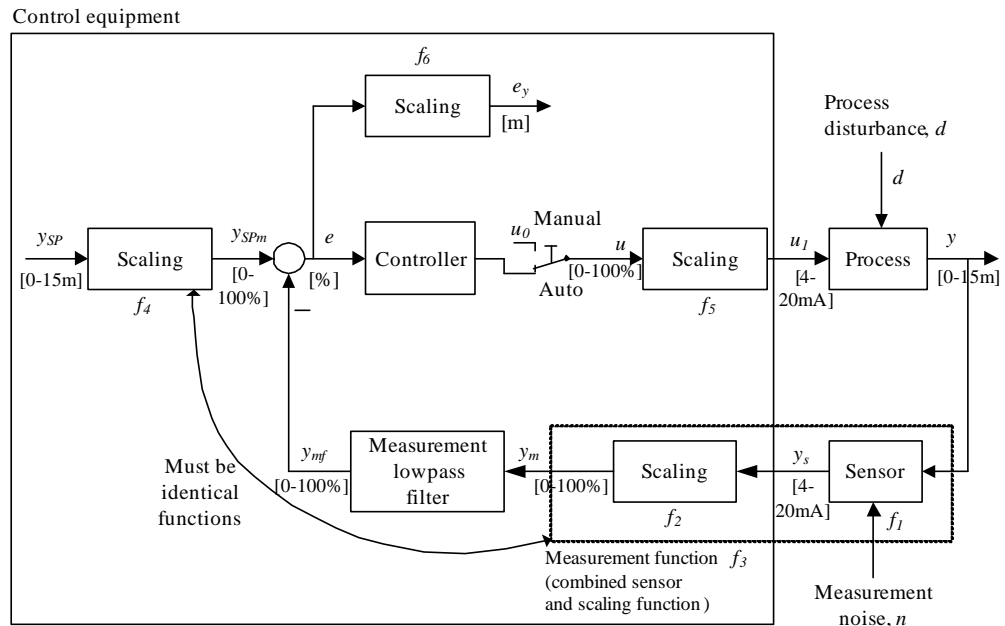 Control equipment
f6
Scaling
ey
[m]
Process
disturbance, d
d
ySP
[0-15m]
Scaling
f4
ySPm
[0-
100%]
e
[%]
Controller
u0
Manual
Auto
u
[0-100%]
Scaling
f5
u1
[4-
20mA]
Process
y
[0-15m]
Must be
identical
functions
ymf
[0-100%]
Measurement
lowpass
filter
ym
[0-100%]
Scaling
f2
ys
[4-
20mA]
Sensor
f1
Measurement function f3
(combined sensor
and scaling function )
Measurement
noise, n